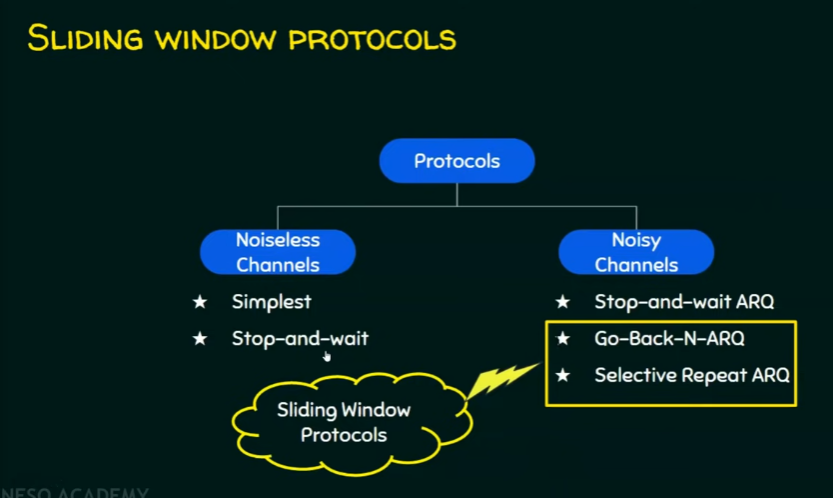 SLIDING WINDOW PROTOCOLS
Protocols
Noiseless
Channels
★ Simplest
★ Stop-and-wait
Noisy
Channels
★ Stop-and-wait ARQ
★ Go-Back-N-ARQ
★ Selective Repeat ARQ
Sliding Window
Protocols
NESO ACADEMY